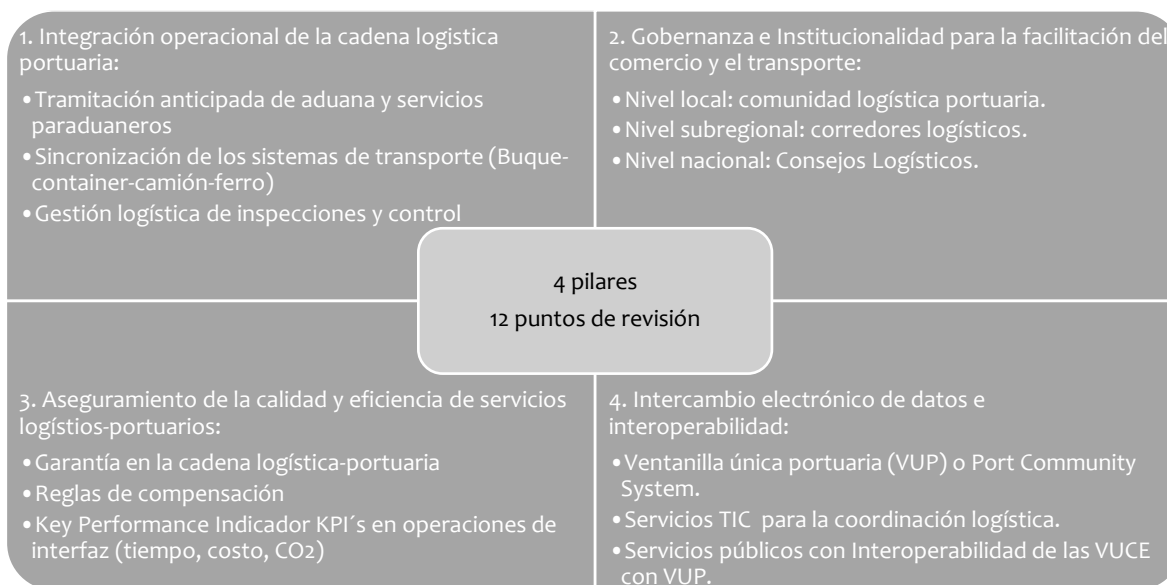 1. Integración operacional de la cadena logistica
portuaria:
•Tramitación anticipada de aduana y servicios
paraduaneros
•Sincronización de los sistemas de transporte (Buque-
container-camión-ferro)
•Gestión logística de inspecciones y control
2. Gobernanza e Institucionalidad para la facilitación del
comercio y el transporte:
•Nivel local: comunidad logística portuaria.
•Nivel subregional: corredores logísticos.
•Nivel nacional: Consejos Logísticos.
4 pilares
12 puntos de revisión
3. Aseguramiento de la calidad y eficiencia de servicios
logístios-portuarios:
•Garantía en la cadena logística-portuaria
•Reglas de compensación
•Key Performance Indicador KPI´s en operaciones de
interfaz (tiempo, costo, CO2)
4. Intercambio electrónico de datos e
interoperabilidad:
•Ventanilla única portuaria (VUP) o Port Community
System.
•Servicios TIC para la coordinación logística.
•Servicios públicos con Interoperabilidad de las VUCE
con VUP.